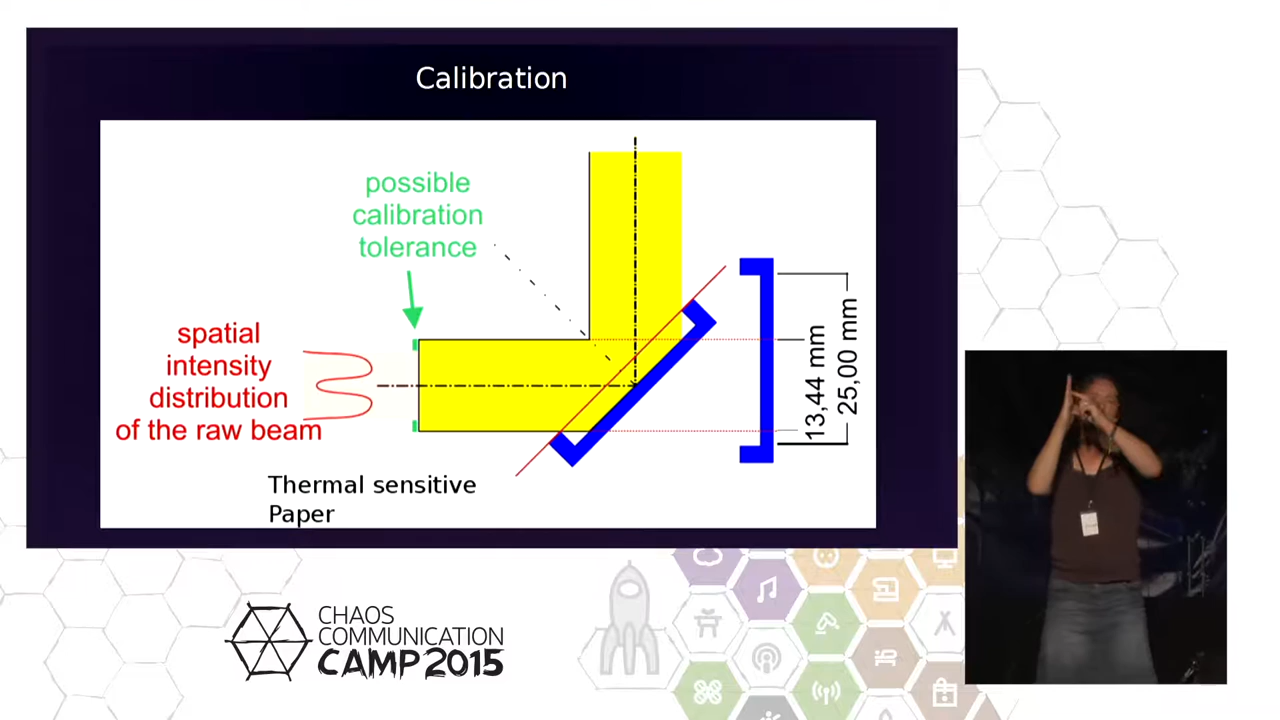 Calibration
possible
calibration
tolerance
spatial
intensity
distribution
of the raw beam
Thermal sensitive
Paper
13,44 mm
25,00 mm
CHAOS
COMMUNICATION
CAMP 2015